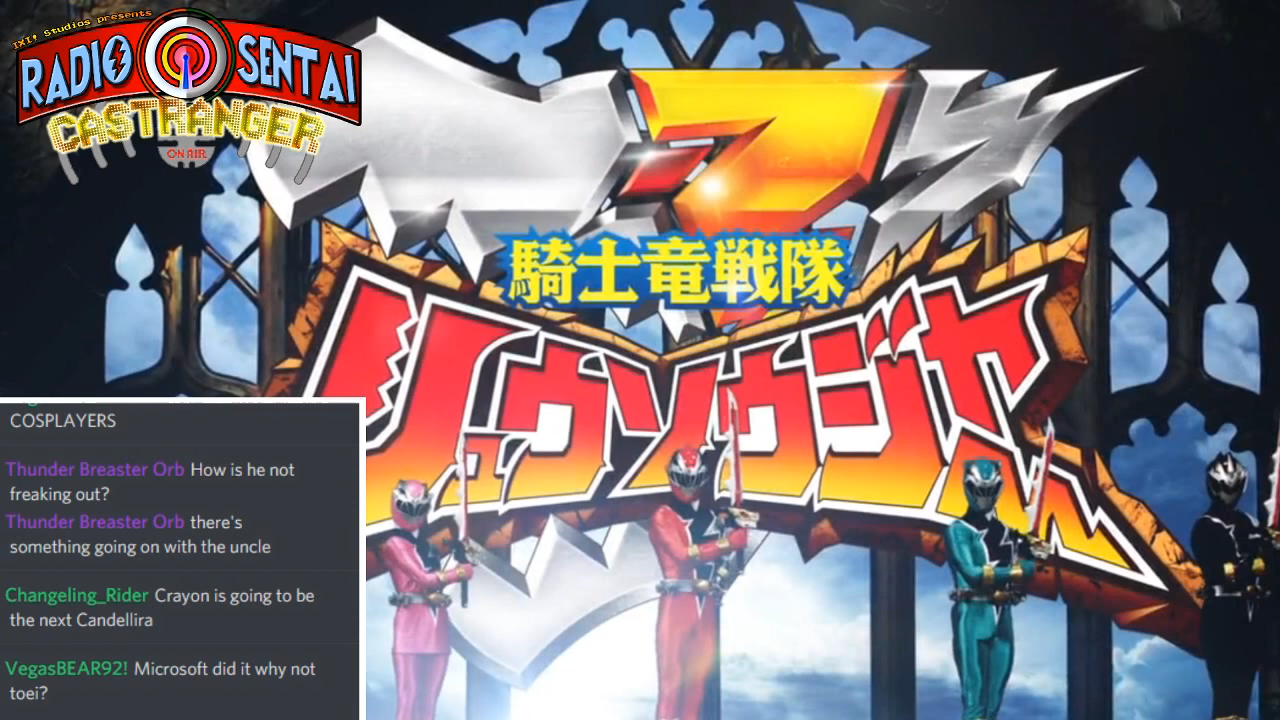 IXI! Studios presents
RADIO SENTAI
CASTRANGER
ON AIR
騎士竜戦隊
リュウソウジャー
COSPLAYERS
Thunder Breaster Orb How is he not
freaking out?
Thunder Breaster Orb there's
something going on with the uncle
Changeling_Rider Crayon is going to be
the next Candellira
VegasBEAR92! Microsoft did it why not
toei?